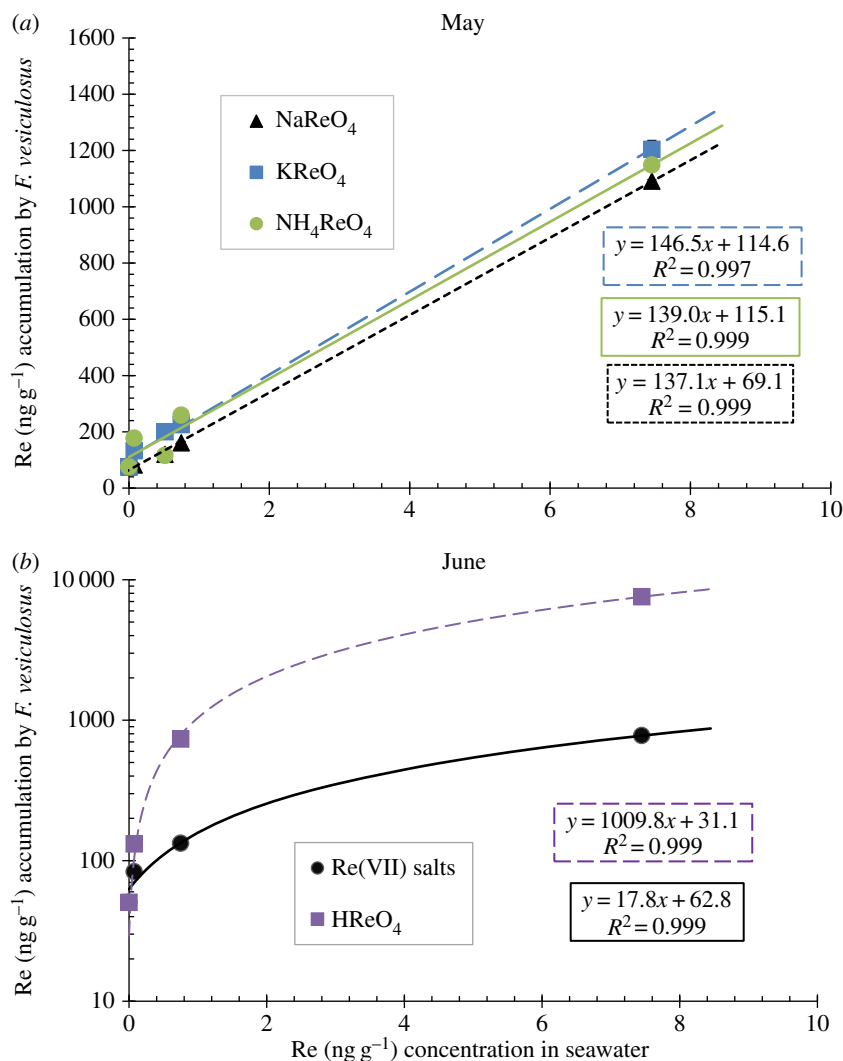 (a) May
Re (ng g⁻¹) accumulation by F. vesiculosus
1600
1400
1200
1000
800
600
400
200
0
NaReO₄
KReO₄
NH₄ReO₄
y = 146.5x + 114.6
R² = 0.997
y = 139.0x + 115.1
R² = 0.999
y = 137.1x + 69.1
R² = 0.999
0 2 4 6 8 10
(b) June
Re (ng g⁻¹) accumulation by F. vesiculosus
10 000
1000
100
10
y = 1009.8x + 31.1
R² = 0.999
Re(VII) salts
HReO₄
y = 17.8x + 62.8
R² = 0.999
0 2 4 6 8 10
Re (ng g⁻¹) concentration in seawater